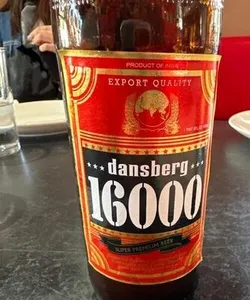 PRODUCT OF
EXPORT QUALITY
dansberg
16000
SUPER PREMIUM BEER